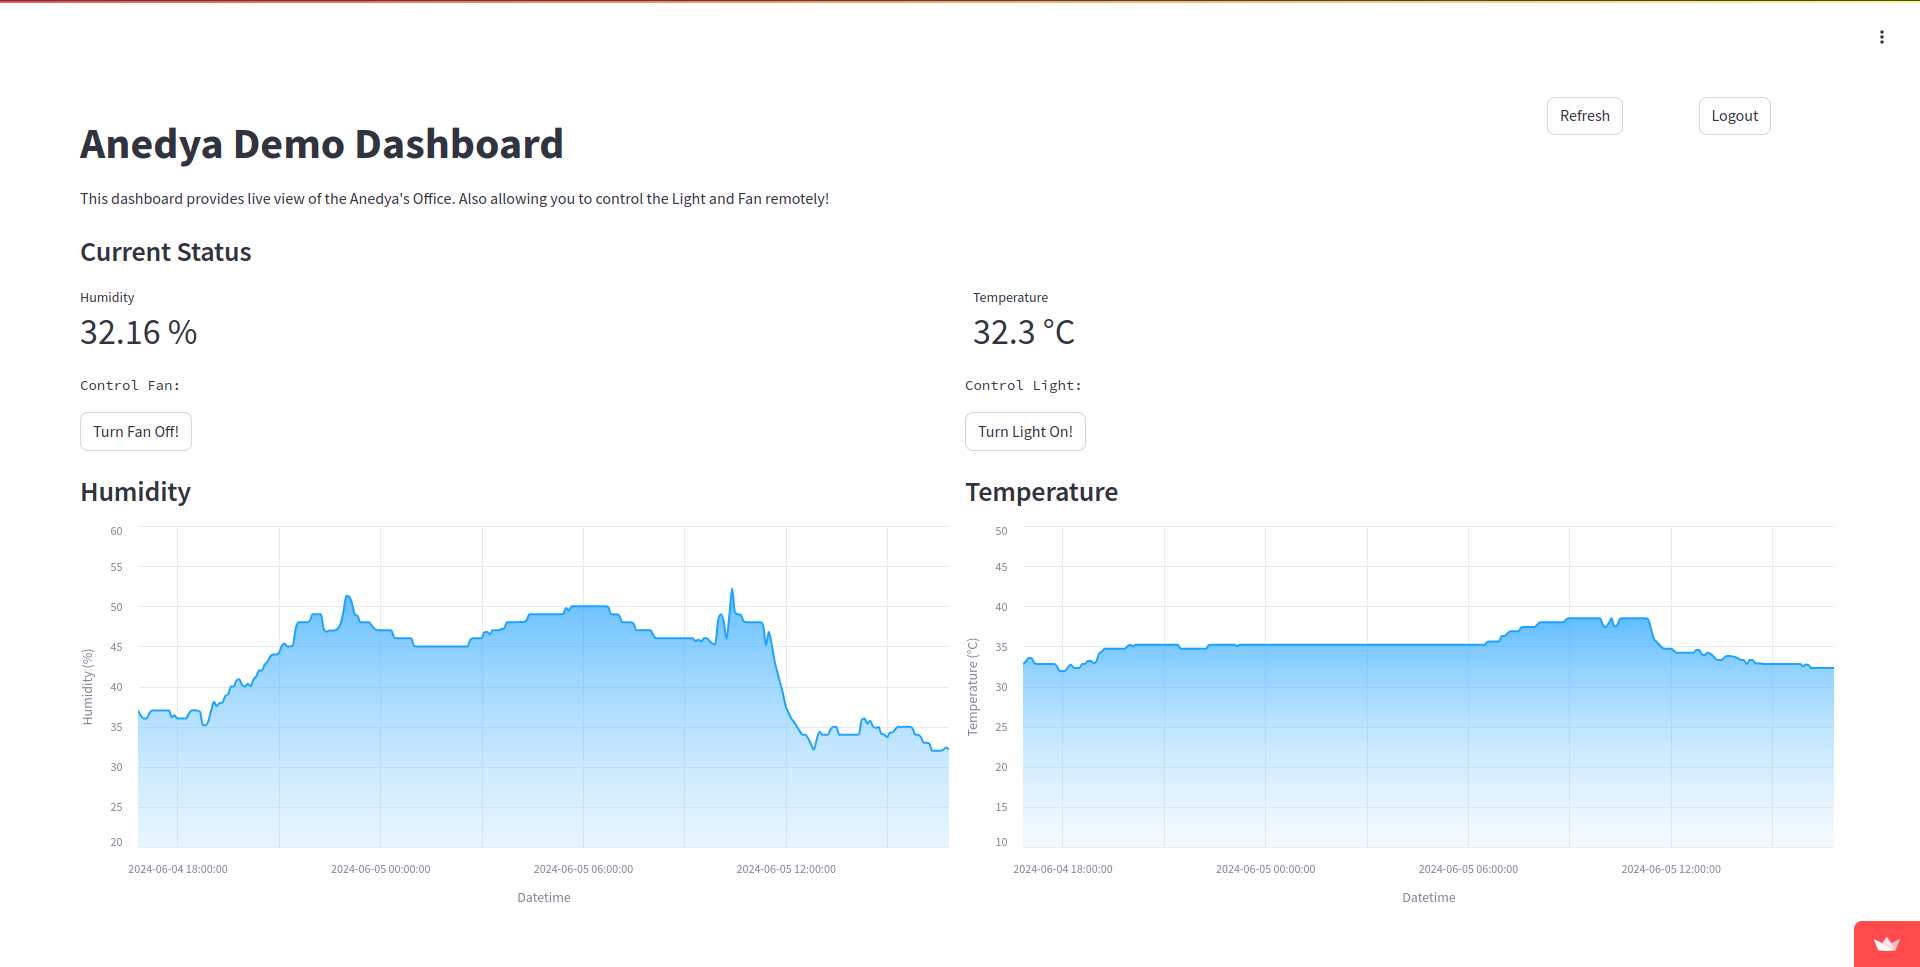 Refresh
Logout
Anedya Demo Dashboard
This dashboard provides live view of the Anedya's Office. Also allowing you to control the Light and Fan remotely!
Current Status
Humidity
32.16 %
Temperature
32.3 °C
Control Fan:
Turn Fan Off!
Control Light:
Turn Light On!
Humidity
60
55
50
45
40
35
30
25
20
Humidity (%)
2024-06-04 18:00:00
2024-06-05 00:00:00
2024-06-05 06:00:00
2024-06-05 12:00:00
Datetime
Temperature
50
45
40
35
30
25
20
15
10
Temperature (°C)
2024-06-04 18:00:00
2024-06-05 00:00:00
2024-06-05 06:00:00
2024-06-05 12:00:00
Datetime